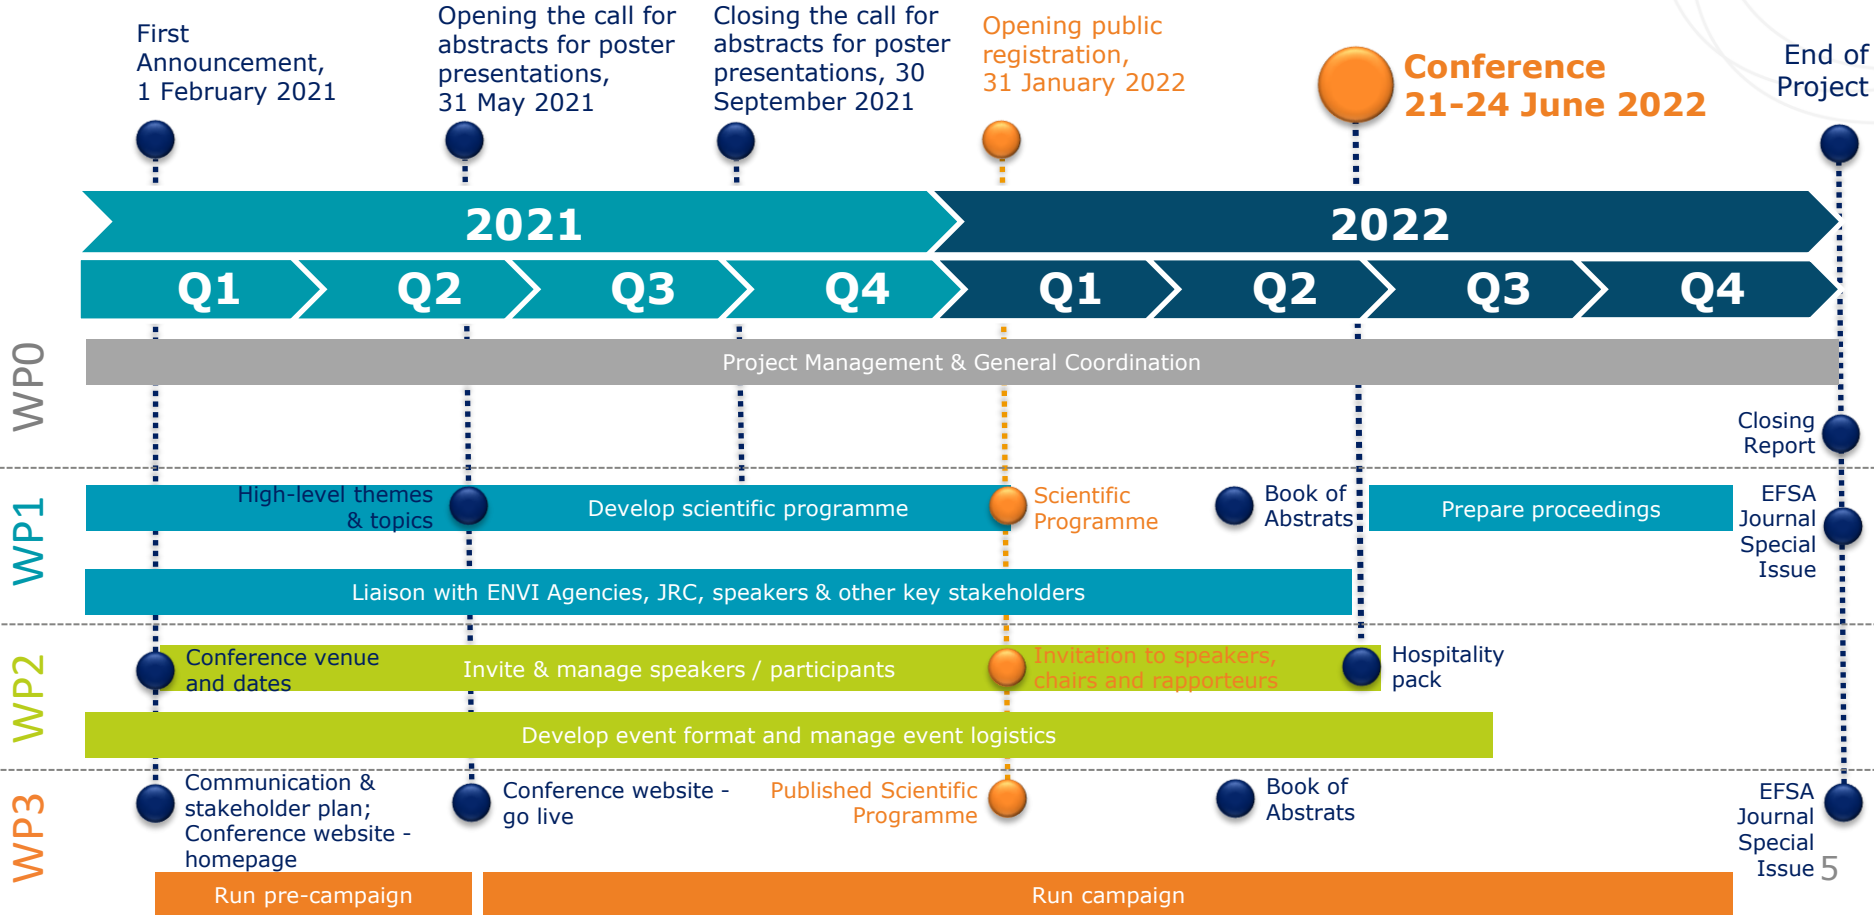 First
Announcement,
1 February 2021
Opening the call for
abstracts for poster
presentations,
31 May 2021
Closing the call for
abstracts for poster
presentations, 30
September 2021
Opening public
registration,
31 January 2022
Conference
21-24 June 2022
End of
Project
2021
2022
Q1
Q2
Q3
Q4
Q1
Q2
Q3
Q4
WP0
Project Management & General Coordination
Closing
Report
WP1
High-level themes
& topics
Develop scientific programme
Scientific
Programme
Book of
Abstrats
Prepare proceedings
EFSA
Journal
Special
Issue
Liaison with ENVI Agencies, JRC, speakers & other key stakeholders
WP2
Conference venue
and dates
Invite & manage speakers / participants
Invitation to speakers,
chairs and rapporteurs
Hospitality
pack
Develop event format and manage event logistics
WP3
Communication &
stakeholder plan;
Conference website -
homepage
Conference website -
go live
Published Scientific
Programme
Book of
Abstrats
EFSA
Journal
Special
Issue
5
Run pre-campaign
Run campaign